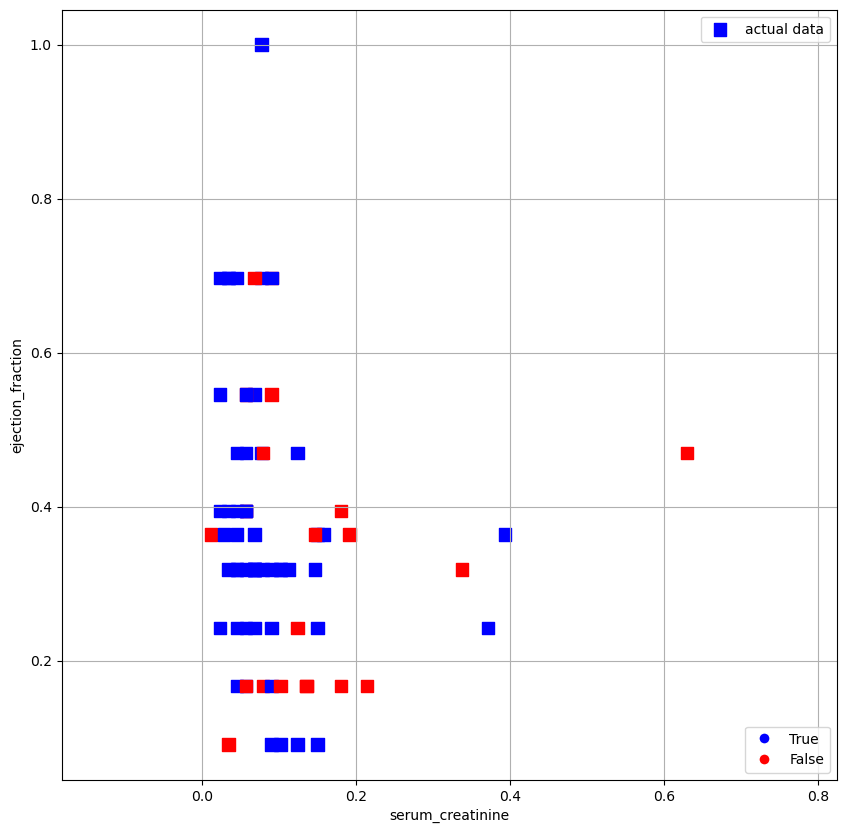 actual data
1.0
0.8
0.6
0.4
0.2
ejection_fraction
True
False
0.0 0.2 0.4 0.6 0.8
serum_creatinine